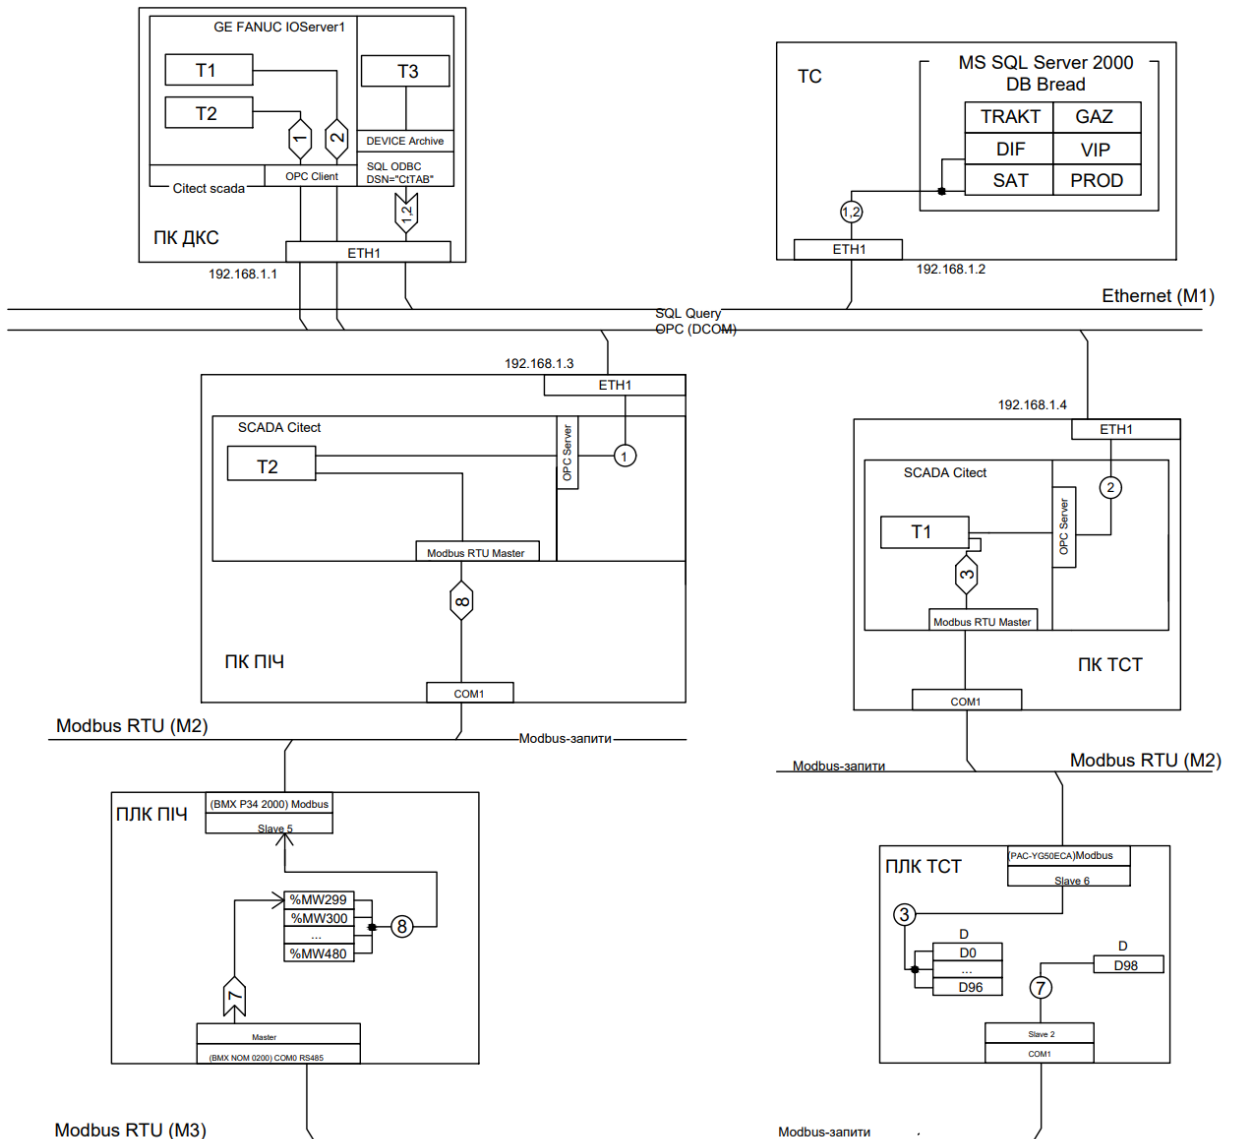 GE FANUC IOServer1
T1
T3
T2
1
2
DEVICE Archive
SQL ODBC
DSN="CtTAB"
OPC Client
Citect scada
1,2
ПК ДКС
ETH1
192.168.1.1
ТС
MS SQL Server 2000
DB Bread
TRAKT GAZ
DIF VIP
SAT PROD
1,2
ETH1
192.168.1.2
Ethernet (M1)
SQL Query
OPC (DCOM)
192.168.1.3
ETH1
SCADA Citect
T2
OPC Server
1
Modbus RTU Master
8
ПК ПІЧ
COM1
192.168.1.4
ETH1
SCADA Citect
2
T1
OPC Server
3
Modbus RTU Master
ПК ТСТ
COM1
Modbus RTU (M2)
Modbus-запити
Modbus-запити
Modbus RTU (M2)
ПЛК ПІЧ
(BMX P34 2000) Modbus
Slave 5
%MW299
%MW300
...
%MW480
8
7
Master
(BMX NOM 0200) COM0 RS485
ПЛК ТСТ
(PAC-YG50ECA)Modbus
Slave 6
3
D
D0
...
D96
D
D98
7
Slave 2
COM1
Modbus RTU (M3)
Modbus-запити